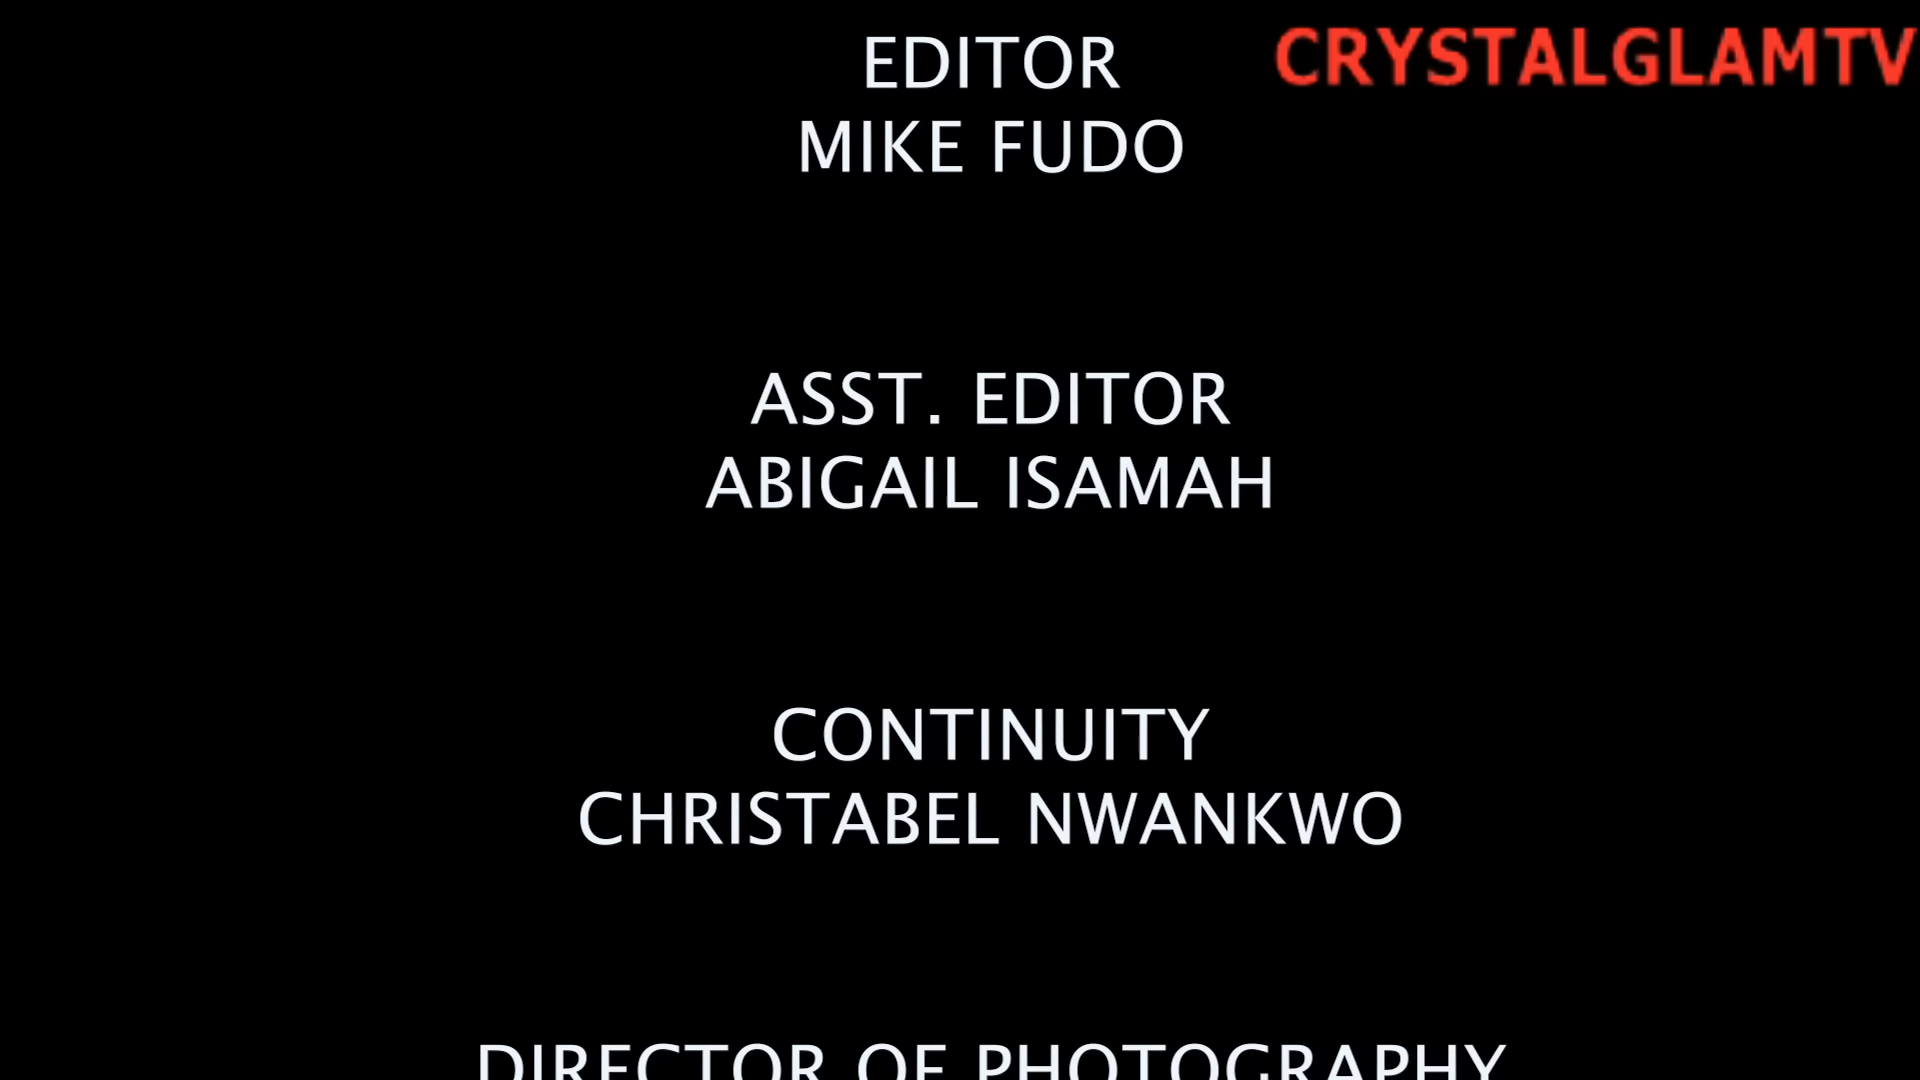 EDITOR
CRYSTALGLAMTV
MIKE FUDO
ASST. EDITOR
ABIGAIL ISAMAH
CONTINUITY
CHRISTABEL NWANKWO
DIRECTOR OF PHOTOGRAPHY